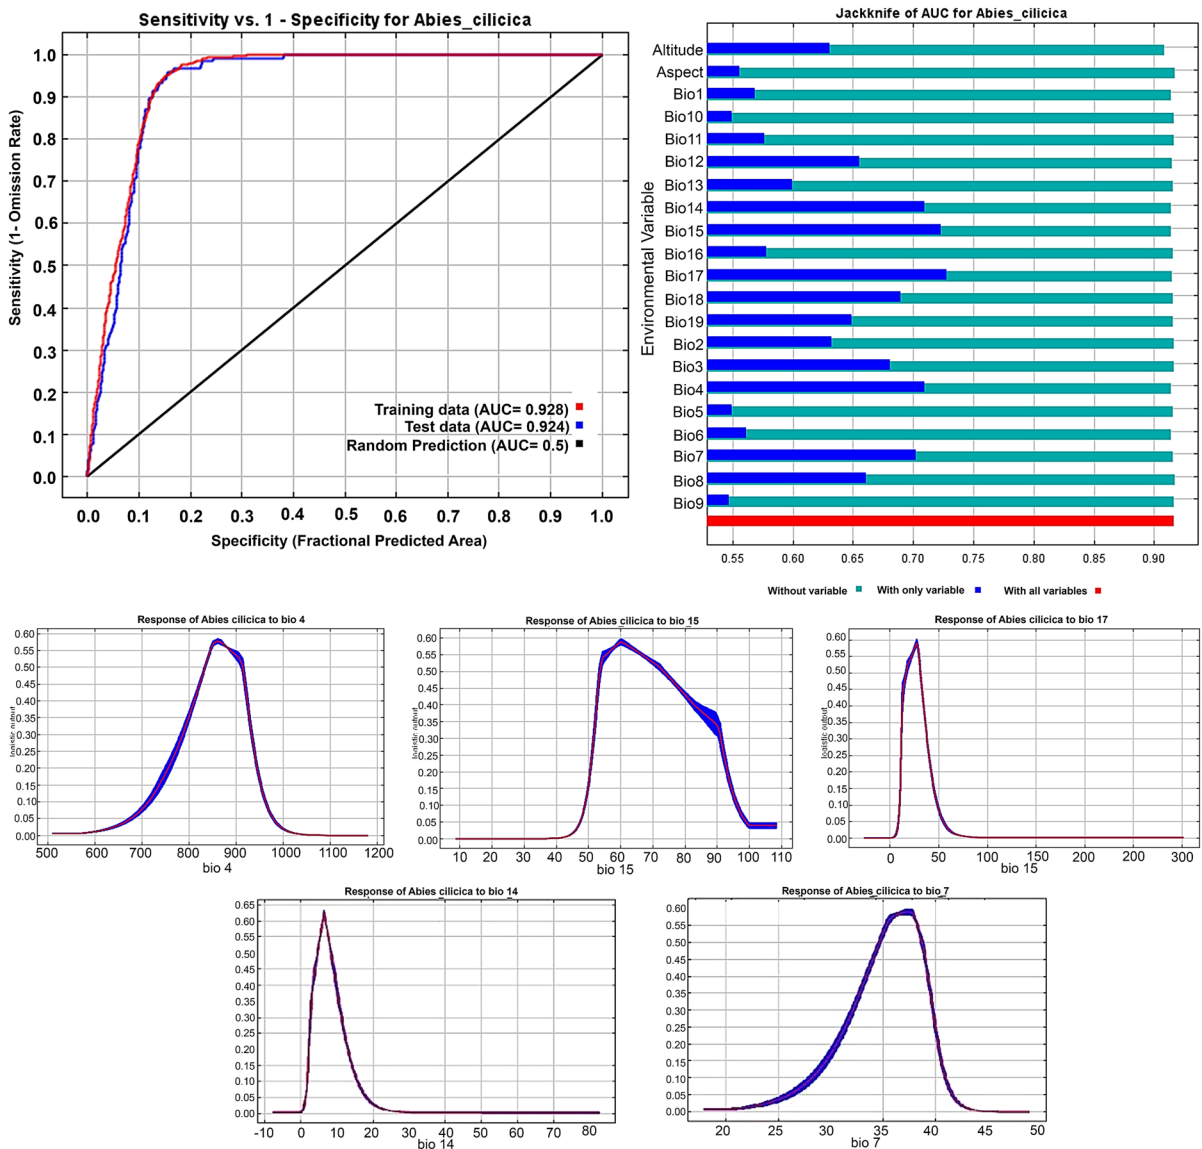 Sensitivity vs. 1 - Specificity for Abies_cilicica
Sensitivity (1- Omission Rate)
1.0
0.9
0.8
0.7
0.6
0.5
0.4
0.3
0.2
0.1
0.0
Training data (AUC= 0.928)
Test data (AUC= 0.924)
Random Prediction (AUC= 0.5)
0.0 0.1 0.2 0.3 0.4 0.5 0.6 0.7 0.8 0.9 1.0
Specificity (Fractional Predicted Area)
Jackknife of AUC for Abies_cilicica
Environmental Variable
Altitude
Aspect
Bio1
Bio10
Bio11
Bio12
Bio13
Bio14
Bio15
Bio16
Bio17
Bio18
Bio19
Bio2
Bio3
Bio4
Bio5
Bio6
Bio7
Bio8
Bio9
0.55 0.60 0.65 0.70 0.75 0.80 0.85 0.90
Without variable With only variable With all variables
Response of Abies cilicica to bio 4
logistic output
0.60
0.55
0.50
0.45
0.40
0.35
0.30
0.25
0.20
0.15
0.10
0.05
0.00
500 600 700 800 900 1000 1100 1200
bio 4
Response of Abies_cilicica to bio_15
logistic output
0.60
0.55
0.50
0.45
0.40
0.35
0.30
0.25
0.20
0.15
0.10
0.05
0.00
10 20 30 40 50 60 70 80 90 100 110
bio 15
Response of Abies cilicica to bio 17
logistic output
0.60
0.55
0.50
0.45
0.40
0.35
0.30
0.25
0.20
0.15
0.10
0.05
0.00
0 50 100 150 200 250 300
bio 15
Response of Abies_cilicica to bio_14
0.65
0.60
0.55
0.50
0.45
0.40
0.35
0.30
0.25
0.20
0.15
0.10
0.05
0.00
-10 0 10 20 30 40 50 60 70 80
bio 14
Response of Abies_cilicica to bio_7
0.60
0.55
0.50
0.45
0.40
0.35
0.30
0.25
0.20
0.15
0.10
0.05
0.00
20 25 30 35 40 45 50
bio 7